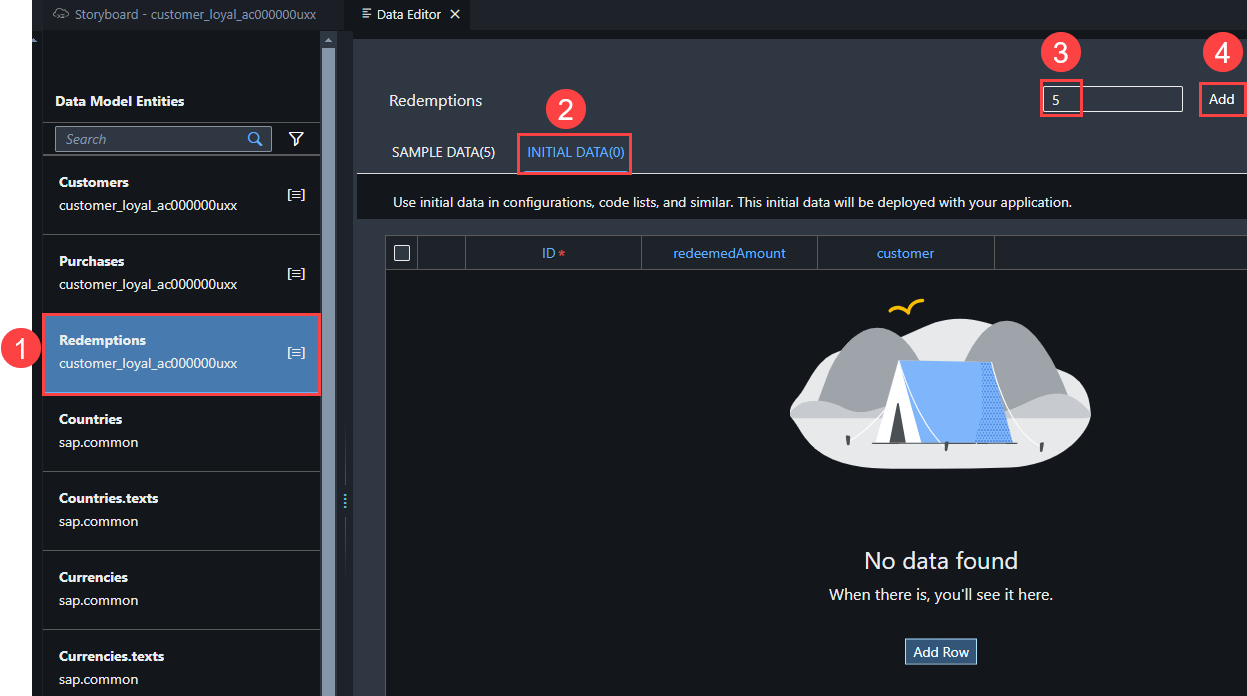 Storyboard - customer_loyal_ac000000uxx
Data Editor
3
4
Data Model Entities
Redemptions
2
5
Add
Search
SAMPLE DATA(5)
INITIAL DATA(0)
Customers
customer_loyal_ac000000uxx
Use initial data in configurations, code lists, and similar. This initial data will be deployed with your application.
ID *
redeemedAmount
customer
Purchases
customer_loyal_ac000000uxx
1
Redemptions
customer_loyal_ac000000uxx
Countries
sap.common
Countries.texts
sap.common
Currencies
sap.common
Currencies.texts
sap.common
No data found
When there is, you'll see it here.
Add Row